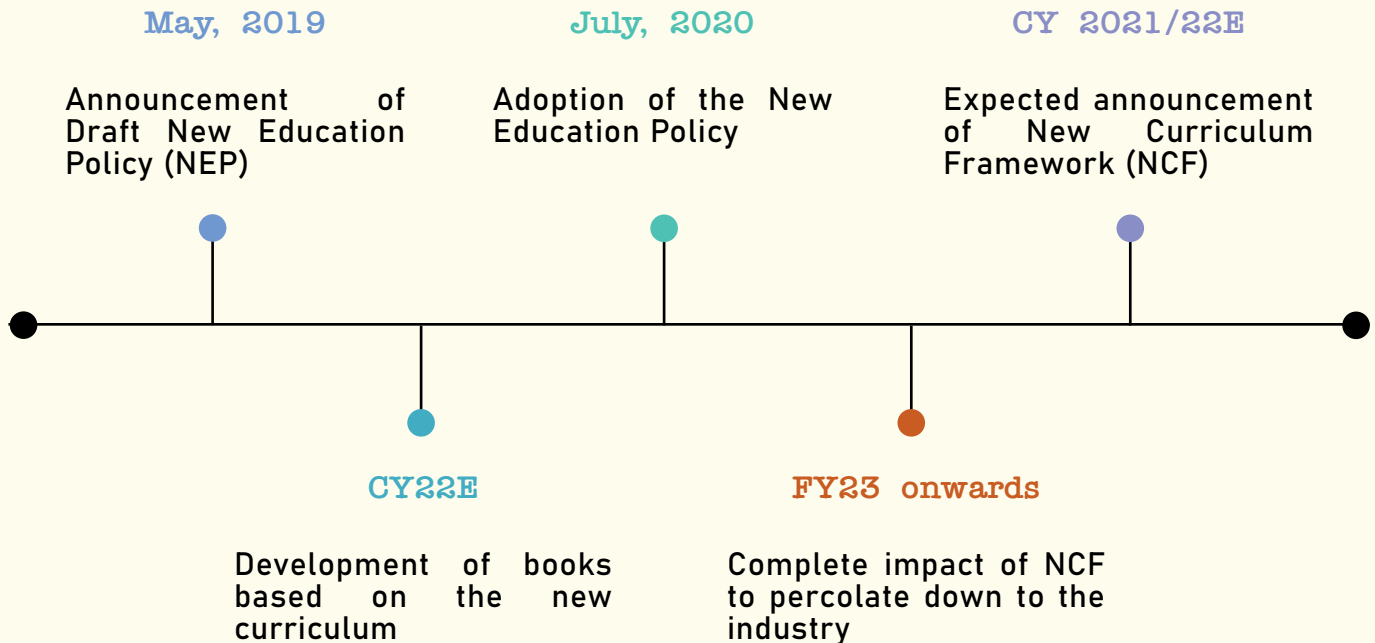 May, 2019
Announcement of
Draft New Education
Policy (NEP)
July, 2020
Adoption of the New
Education Policy
CY 2021/22E
Expected announcement
of New Curriculum
Framework (NCF)
CY22E
Development of books
based on the new
curriculum
FY23 onwards
Complete impact of NCF
to percolate down to the
industry